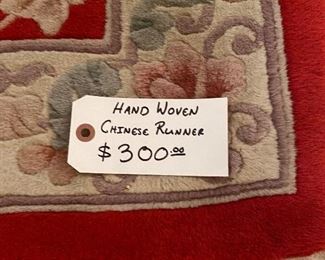 HAND WOVEN
CHINESE RUNNER
$300.00